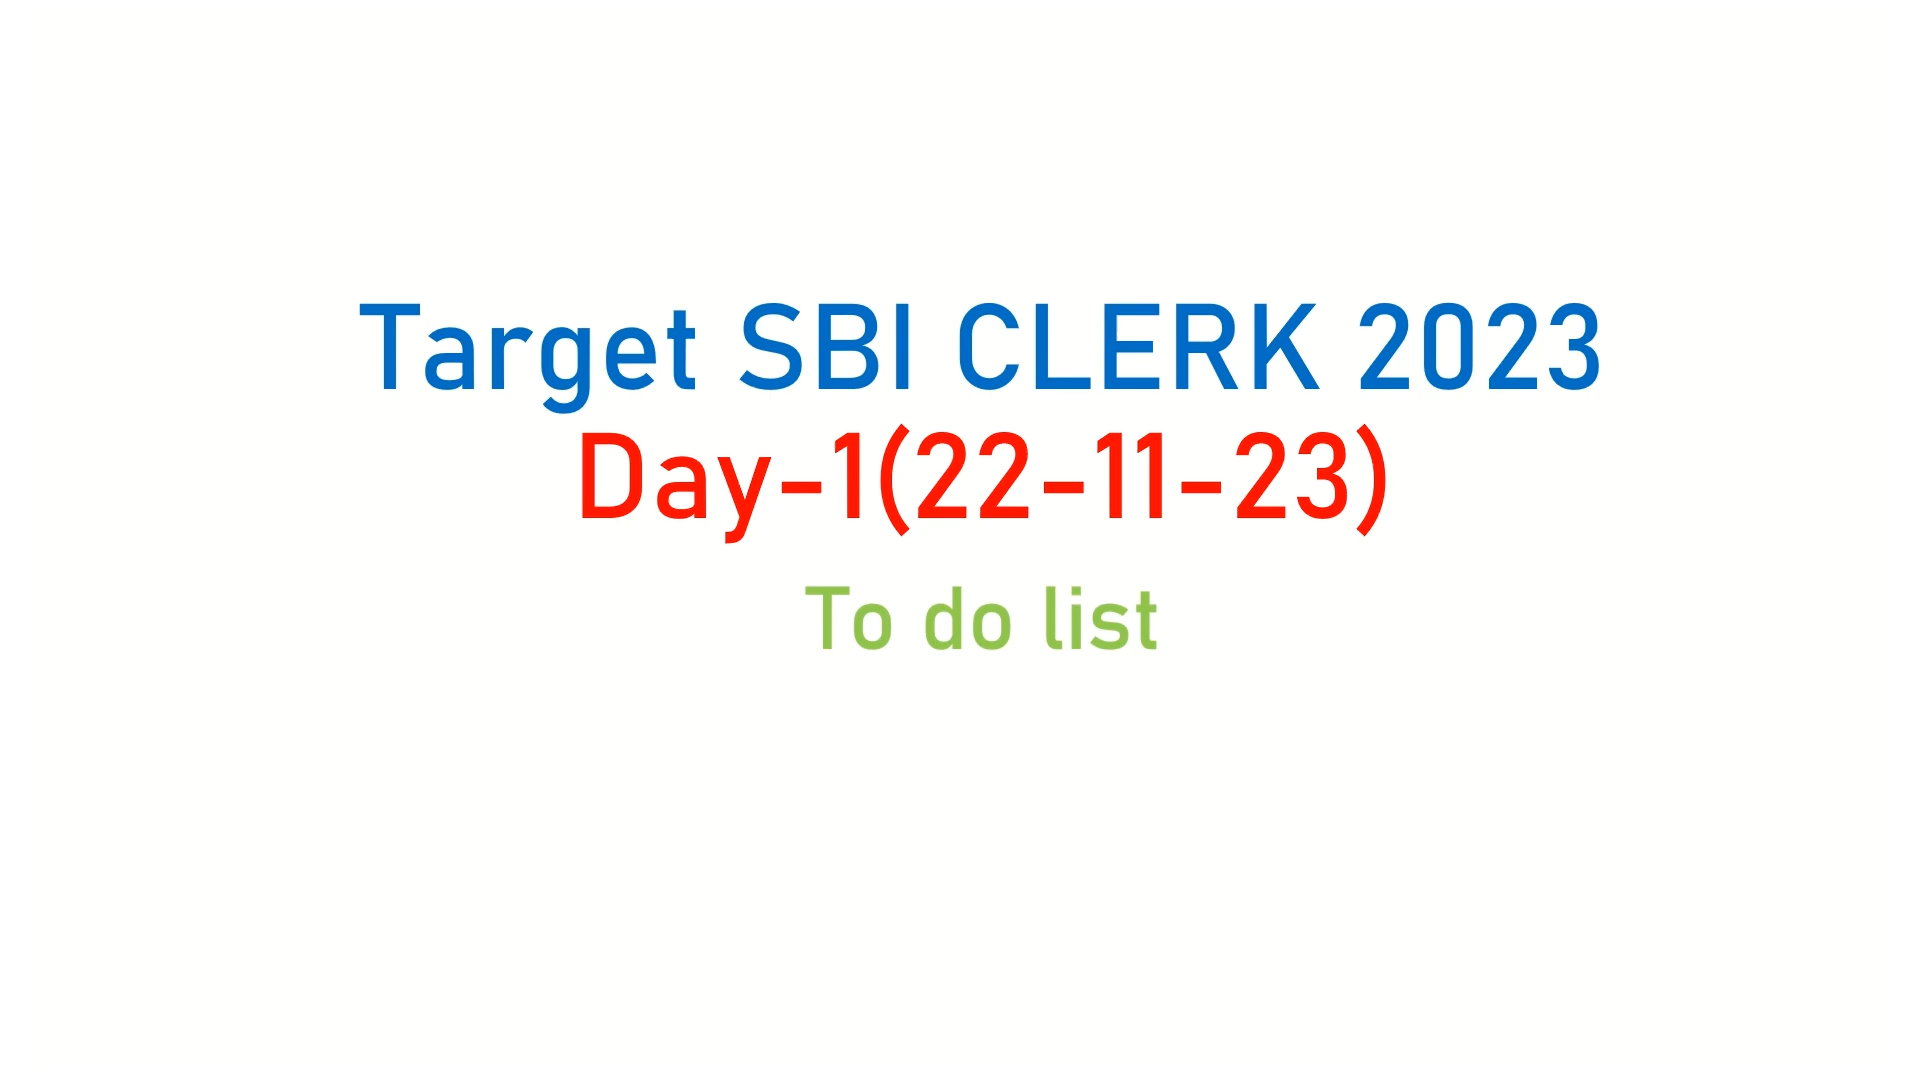 Target SBI CLERK 2023
Day-1(22-11-23)
To do list